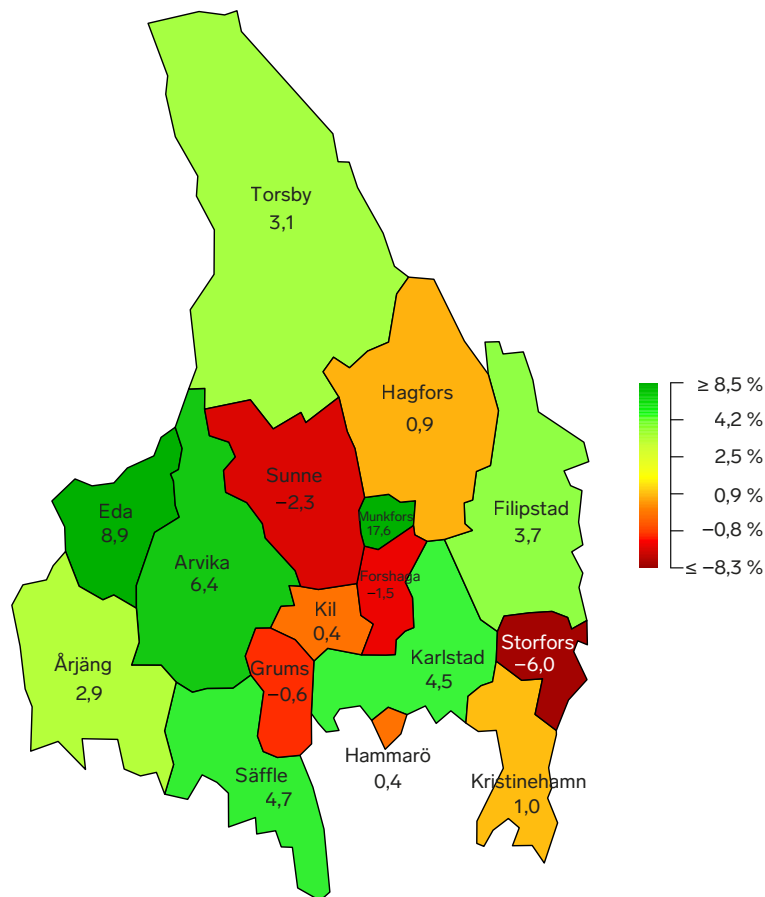 Torsby
3,1
Hagfors
0,9
Sunne
−2,3
Munkfors
17,6
Filipstad
3,7
Eda
8,9
Arvika
6,4
Forshaga
−1,5
Kil
0,4
Storfors
−6,0
Årjäng
2,9
Grums
−0,6
Karlstad
4,5
Säffle
4,7
Hammarö
0,4
Kristinehamn
1,0
≥ 8,5 %
4,2 %
2,5 %
0,9 %
−0,8 %
≤ −8,3 %